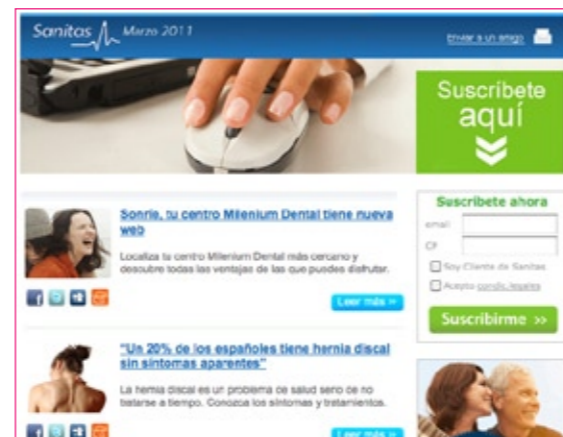 Sanitas Marzo 2011
Enviar a un amigo
Suscribete
aquí
Sonríe, tu centro Milenium Dental tiene nueva
web
Localiza tu centro Milenium Dental más cercano y
descubre todas las ventajas de las que puedes disfrutar.
Leer más »
Suscribete ahora
email
CP
Soy Cliente de Sanitas
Acepto condic. legales
Suscribirme »
"Un 20% de los españoles tiene hernia discal
sin síntomas aparentes"
La hernia discal es un problema de salud serio de no
tratarse a tiempo. Conozca los síntomas y tratamientos.
Leer más »